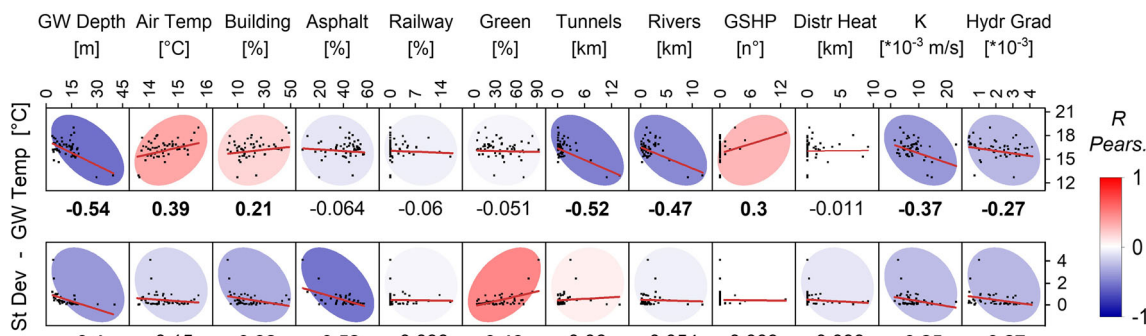 GW Depth Air Temp Building Asphalt Railway Green Tunnels Rivers GSHP Distr Heat K Hydr Grad
[m] [°C] [%] [%] [%] [%] [km] [km] [n°] [km] [*10⁻³ m/s] [*10⁻³]
0 15 30 45 14 15 16 0 10 20 30 40 50 20 40 60 0 7 14 0 30 60 90 0 6 12 0 5 10 0 6 12 0 5 10 0 10 20 1 2 3 4
GW Temp [°C]
21
18
15
12
-0.54 0.39 0.21 -0.064 -0.06 -0.051 -0.52 -0.47 0.3 -0.011 -0.37 -0.27
St Dev -
4
2
0
R
Pears.
1
0
-1